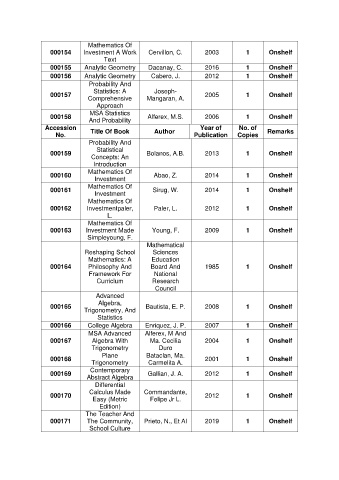 000154 Mathematics Of Investment A Work Text Cervillon, C. 2003 1 Onshelf
000155 Analytic Geometry Dacanay, C. 2016 1 Onshelf
000156 Analytic Geometry Cabero, J. 2012 1 Onshelf
000157 Probability And Statistics: A Comprehensive Approach Joseph-Mangaran, A. 2005 1 Onshelf
000158 MSA Statistics And Probability Alferex, M.S. 2006 1 Onshelf
Accession No. Title Of Book Author Year of Publication No. of Copies Remarks
000159 Probability And Statistical Concepts: An Introduction Bolanos, A.B. 2013 1 Onshelf
000160 Mathematics Of Investment Abao, Z. 2014 1 Onshelf
000161 Mathematics Of Investment Sirug, W. 2014 1 Onshelf
000162 Mathematics Of Investmentpaler, L. Paler, L. 2012 1 Onshelf
000163 Mathematics Of Investment Made Simpleyoung, F. Young, F. 2009 1 Onshelf
000164 Reshaping School Mathematics: A Philosophy And Framework For Curriclum Mathematical Sciences Education Board And National Research Council 1985 1 Onshelf
000165 Advanced Algebra, Trigonometry, And Statistics Bautista, E. P. 2008 1 Onshelf
000166 College Algebra Enriquez, J. P. 2007 1 Onshelf
000167 MSA Advanced Algebra With Trigonometry Alferex, M And Ma. Cecilia Duro 2004 1 Onshelf
000168 Plane Trigonometry Bataclan, Ma. Carmelita A. 2001 1 Onshelf
000169 Contemporary Abstract Algebra Gallian, J. A. 2012 1 Onshelf
000170 Differential Calculus Made Easy (Metric Edition) Commandante, Felipe Jr L. 2012 1 Onshelf
000171 The Teacher And The Community, School Culture Prieto, N., Et Al 2019 1 Onshelf